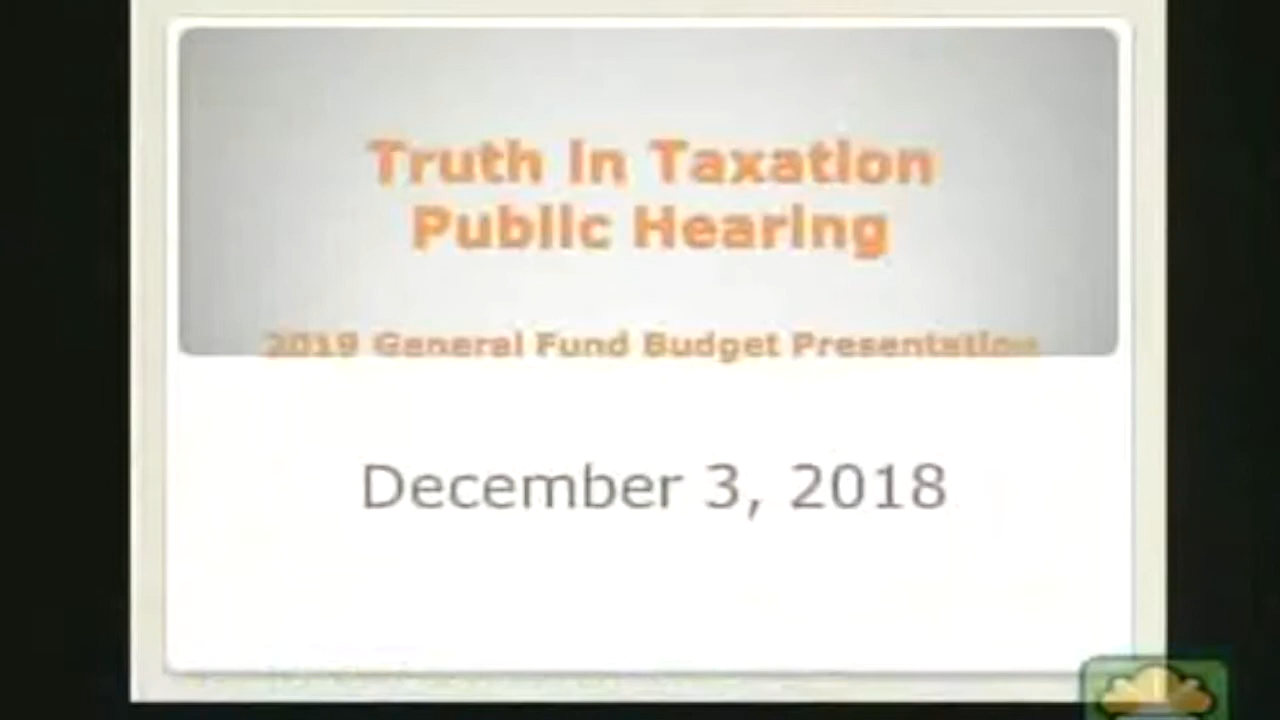 Truth in Taxation
Public Hearing
2019 General Fund Budget Presentation
December 3, 2018